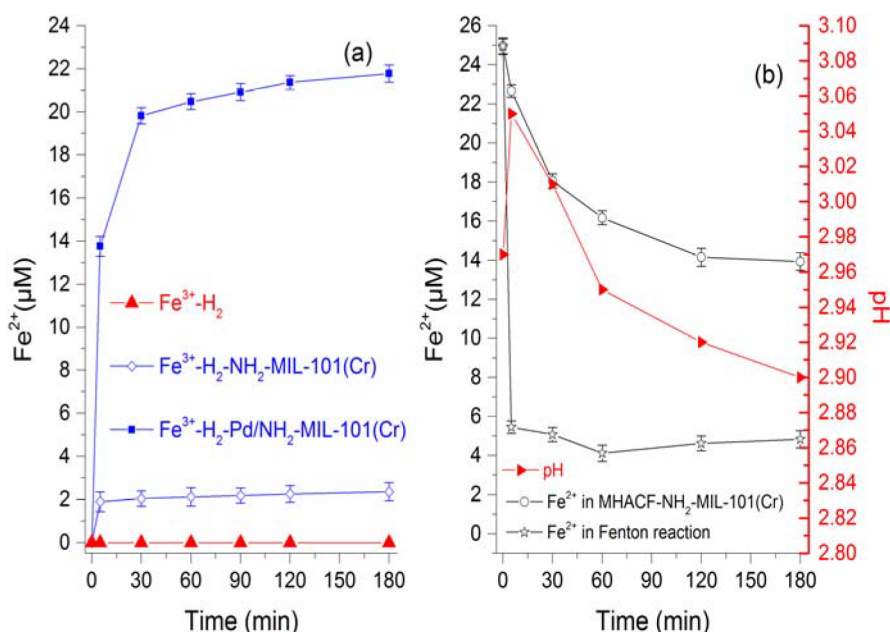 (a)
24
22
20
18
16
14
12
10
8
6
4
2
0
Fe²⁺(μM)
Fe³⁺-H₂
Fe³⁺-H₂-NH₂-MIL-101(Cr)
Fe³⁺-H₂-Pd/NH₂-MIL-101(Cr)
0 30 60 90 120 150 180
Time (min)
(b)
26
24
22
20
18
16
14
12
10
8
6
4
2
0
Fe²⁺(μM)
pH
Fe²⁺ in MHACF-NH₂-MIL-101(Cr)
Fe²⁺ in Fenton reaction
3.10
3.08
3.06
3.04
3.02
3.00
2.98
2.96
2.94
2.92
2.90
2.88
2.86
2.84
2.82
2.80
pH
0 30 60 90 120 150 180
Time (min)